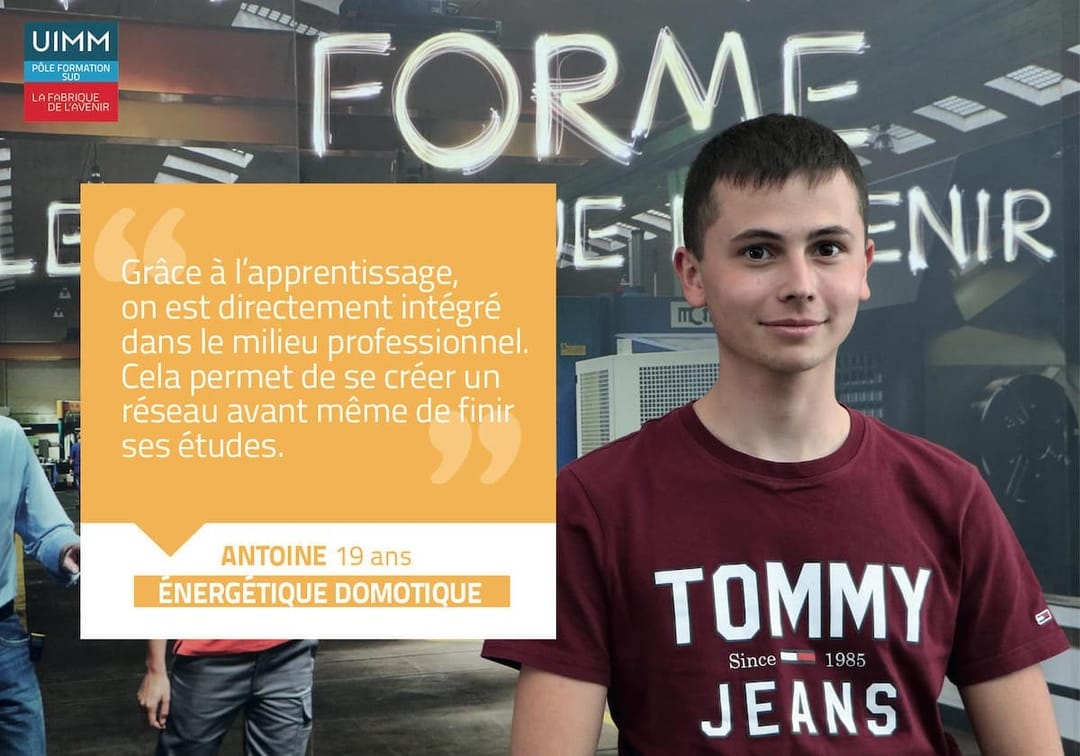 UIMM
PÔLE FORMATION
SUD
LA FABRIQUE
DE L'AVENIR
FORME
ENIR
Grâce à l'apprentissage,
on est directement intégré
dans le milieu professionnel.
Cela permet de se créer un
réseau avant même de finir
ses études.
ANTOINE 19 ans
ÉNERGÉTIQUE DOMOTIQUE
TOMMY
Since 1985
JEANS